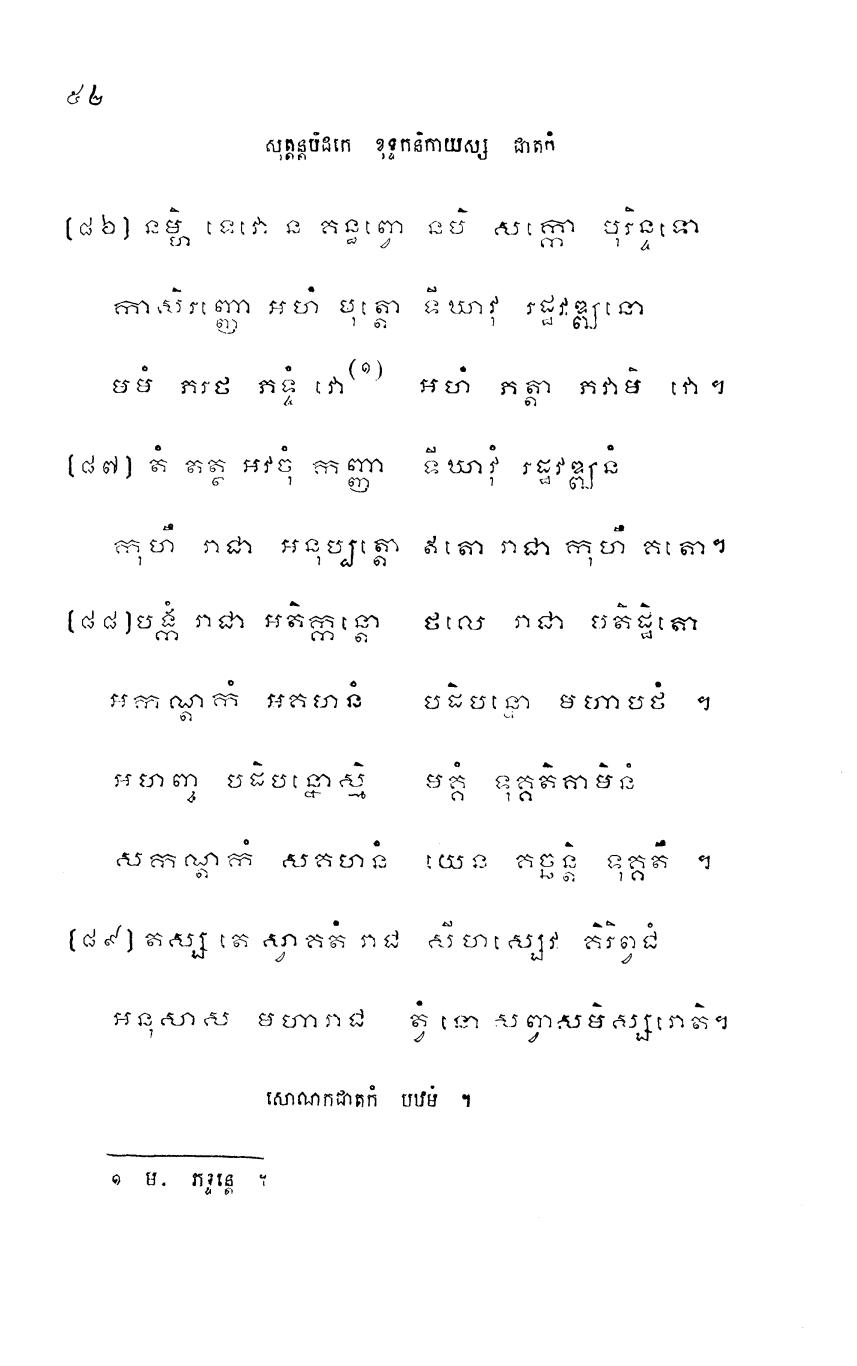 ៥២
សុត្តន្តបិដកេ ខុទ្ទកនិកាយស្ស ជាតកំ
[៨៦] នម្ហិ ទេវោ ន គន្ធព្វោ នបិ សក្កោ បុរិន្ទទោ
កាសិរញ្ញោ អហំ បុត្តោ ទីឃាវុ រដ្ឋវឌ្ឍនោ
មមំ ភរថ ភទ្ទំ វោ(១) អហំ ភត្តា ភវាមិ វោ។
[៨៧] តំ តត្ថ អវចុំ កញ្ញា ទីឃាវុំ រដ្ឋវឌ្ឍនំ
កុហឹ រាជា អនុប្បត្តោ ឥតោ រាជា កុហឹ គតោ។
[៨៨] បង្កំ រាជា អតិក្កន្តោ ថលេ រាជា បតិដ្ឋិតោ
អកណ្តកំ អគហនំ បដិបន្នោ មហាបថំ ។
អហញ្ច បដិបន្នោស្មិ មគ្គំ ទុគ្គតិគាមិនំ
សកណ្តកំ សគហនំ យេន គច្ឆន្តិ ទុគ្គតឹ ។
[៨៩] តស្ស តេ ស្វាគតំ រាជ សីហស្សេវ គិរិព្វជំ
អនុសាស មហារាជ ត្វំ នោ សព្វាសមិស្សរោតិ។
សោណកជាតកំ បឋមំ ។
១ ម. ភទ្ទន្តេ ។